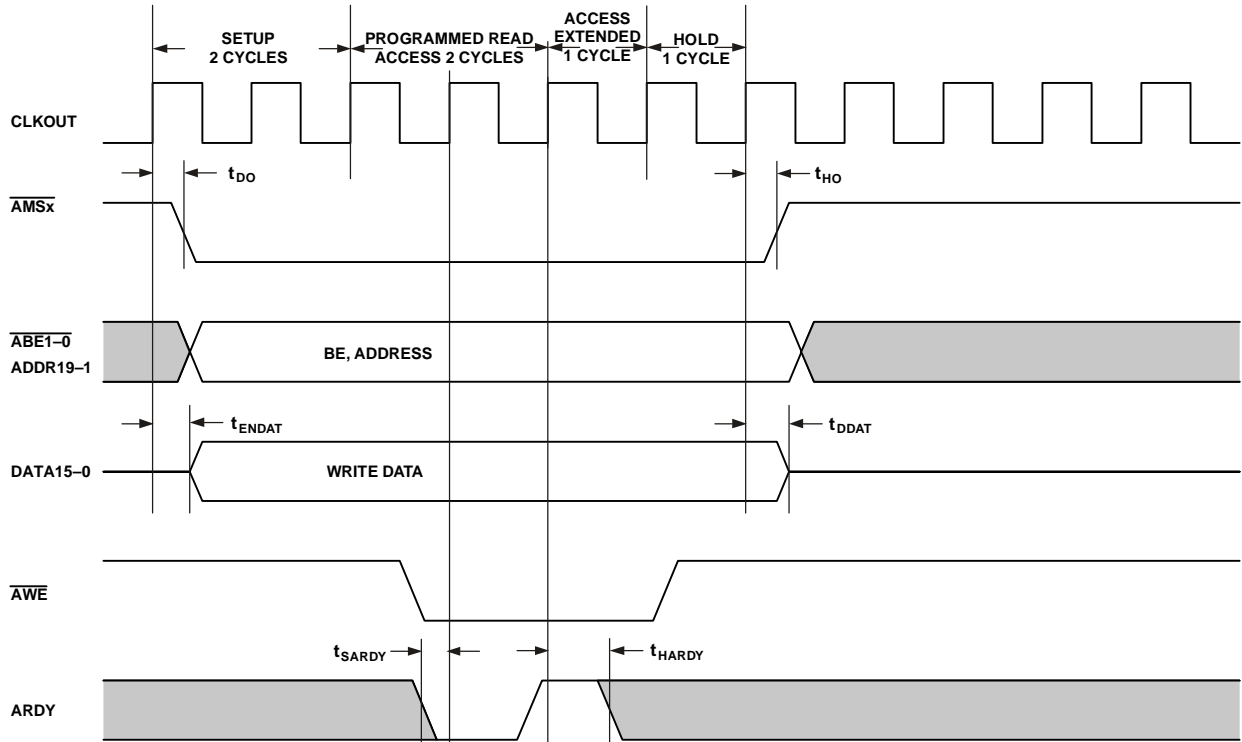 SETUP
2 CYCLES
PROGRAMMED READ
ACCESS 2 CYCLES
ACCESS
EXTENDED
1 CYCLE
HOLD
1 CYCLE
CLKOUT
tDO
tHO
AMSx
ABE1–0
ADDR19–1
BE, ADDRESS
tENDAT
tDDAT
DATA15–0
WRITE DATA
AWE
tSARDY
tHARDY
ARDY